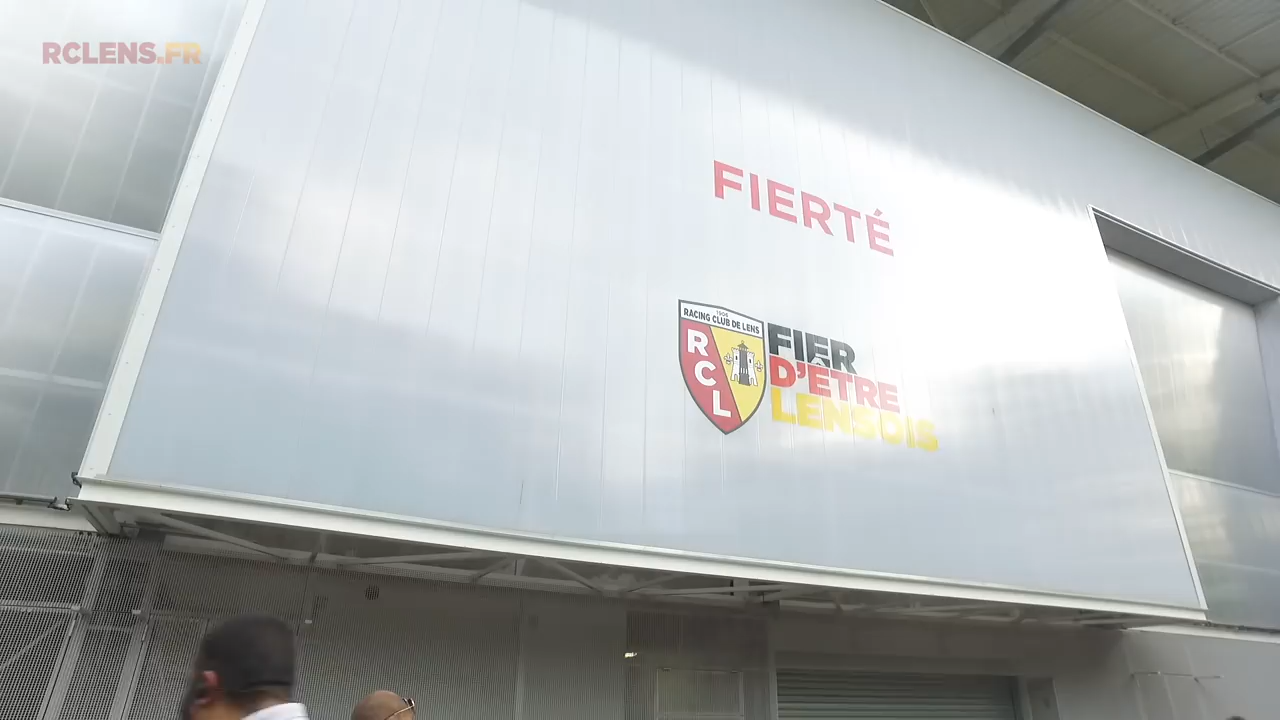 RCLENS.FR
FIERTÉ
1906
RACING CLUB DE LENS
RCL
FIER
D'ÊTRE
LENSOIS